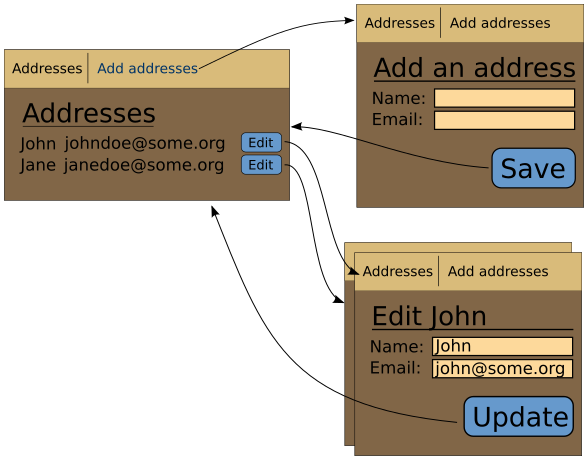 Addresses Add addresses
Addresses
John johndoe@some.org Edit
Jane janedoe@some.org Edit
Addresses Add addresses
Add an address
Name:
Email:
Save
Addresses Add addresses
Edit John
Name: John
Email: john@some.org
Update